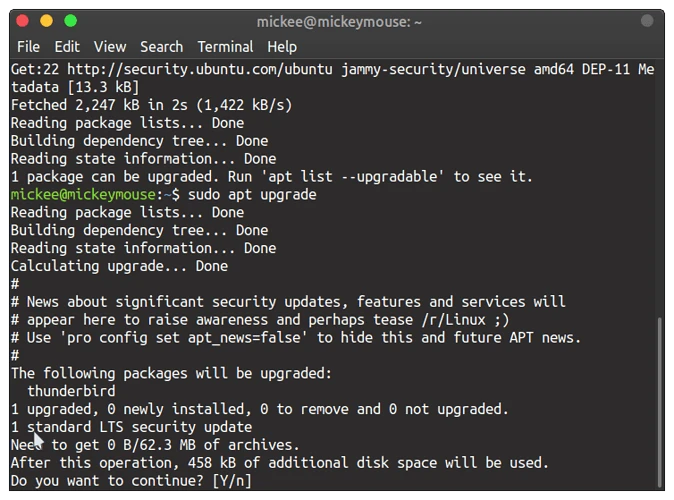 mickee@mickeymouse: ~
File Edit View Search Terminal Help
Get:22 http://security.ubuntu.com/ubuntu jammy-security/universe amd64 DEP-11 Me
tadata [13.3 kB]
Fetched 2,247 kB in 2s (1,422 kB/s)
Reading package lists... Done
Building dependency tree... Done
Reading state information... Done
1 package can be upgraded. Run 'apt list --upgradable' to see it.
mickee@mickeymouse:~$ sudo apt upgrade
Reading package lists... Done
Building dependency tree... Done
Reading state information... Done
Calculating upgrade... Done
#
# News about significant security updates, features and services will
# appear here to raise awareness and perhaps tease /r/Linux ;)
# Use 'pro config set apt_news=false' to hide this and future APT news.
#
The following packages will be upgraded:
  thunderbird
1 upgraded, 0 newly installed, 0 to remove and 0 not upgraded.
1 standard LTS security update
Need to get 0 B/62.3 MB of archives.
After this operation, 458 kB of additional disk space will be used.
Do you want to continue? [Y/n]